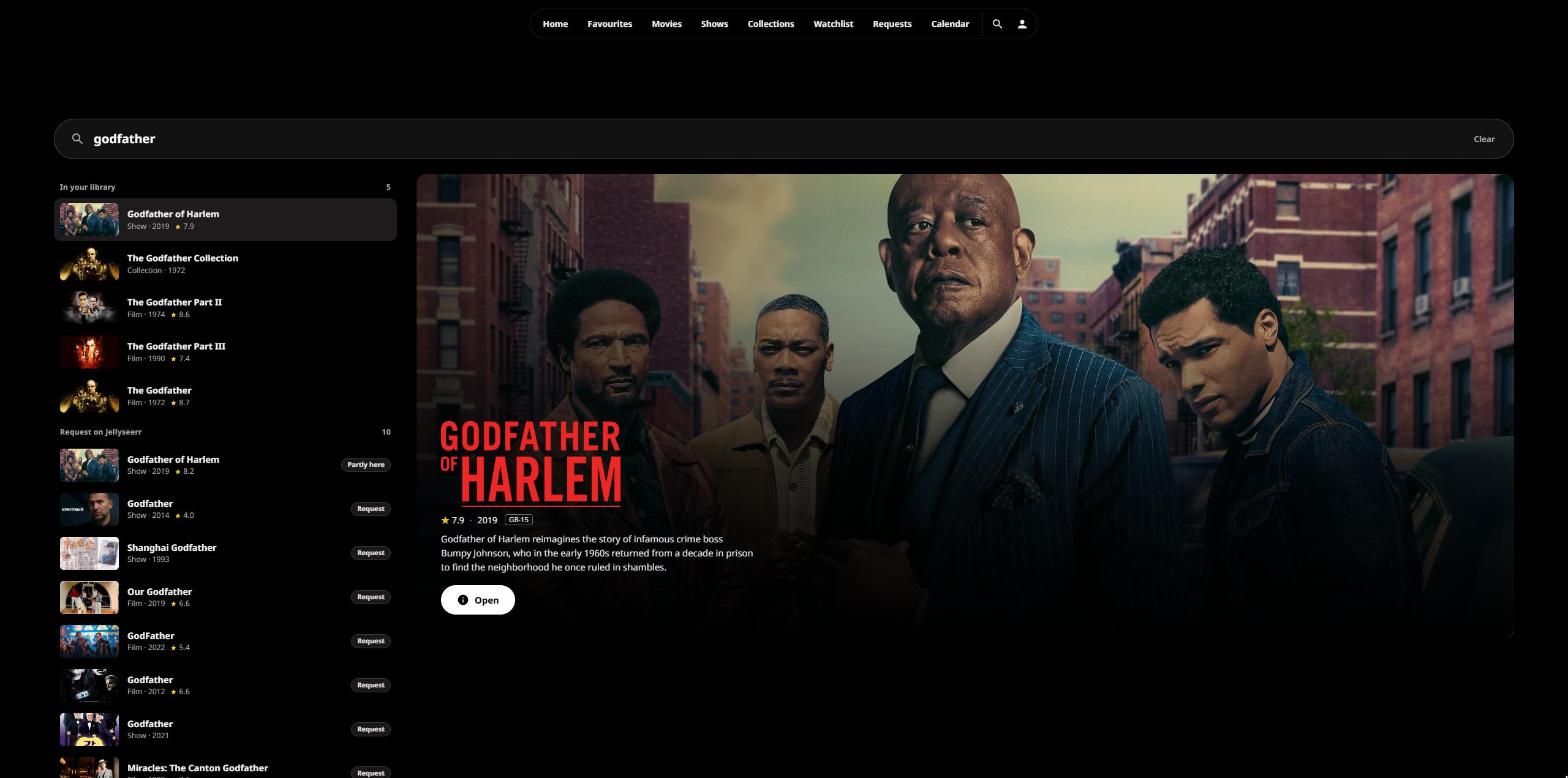 Home Favourites Movies Shows Collections Watchlist Requests Calendar
godfather
Clear
In your library 5
Godfather of Harlem
Show · 2019 ★ 7.9
The Godfather Collection
Collection · 1972
The Godfather Part II
Film · 1974 ★ 8.6
The Godfather Part III
Film · 1990 ★ 7.4
The Godfather
Film · 1972 ★ 8.7
Request on Jellyseerr 10
Godfather of Harlem
Show · 2019 ★ 8.2
Partly here
Godfather
Show · 2014 ★ 4.0
Request
Shanghai Godfather
Show · 1993
Request
Our Godfather
Film · 2019 ★ 6.6
Request
GodFather
Film · 2022 ★ 5.4
Request
Godfather
Film · 2012 ★ 6.6
Request
Godfather
Show · 2021
Request
Miracles: The Canton Godfather
Request
GODFATHER
OF HARLEM
★ 7.9 · 2019 GB-15
Godfather of Harlem reimagines the story of infamous crime boss
Bumpy Johnson, who in the early 1960s returned from a decade in prison
to find the neighborhood he once ruled in shambles.
Open